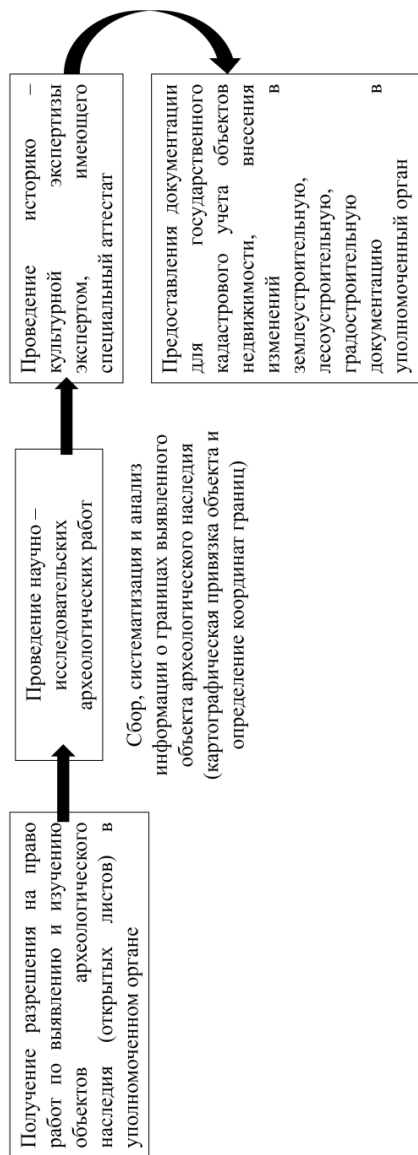 Получение разрешения на право
работ по выявлению и изучению
объектов археологического
наследия (открытых листов) в
уполномоченном органе
Проведение научно –
исследовательских
археологических работ
Сбор, систематизация и анализ
информации о границах выявленного
объекта археологического наследия
(картографическая привязка объекта и
определение координат границ)
Проведение историко –
культурной экспертизы
экспертом, имеющего
специальный аттестат
Предоставления документации
для государственного
кадастрового учета объектов
недвижимости, внесения
изменений в
землеустроительную,
лесоустроительную,
градостроительную
документацию в
уполномоченный орган